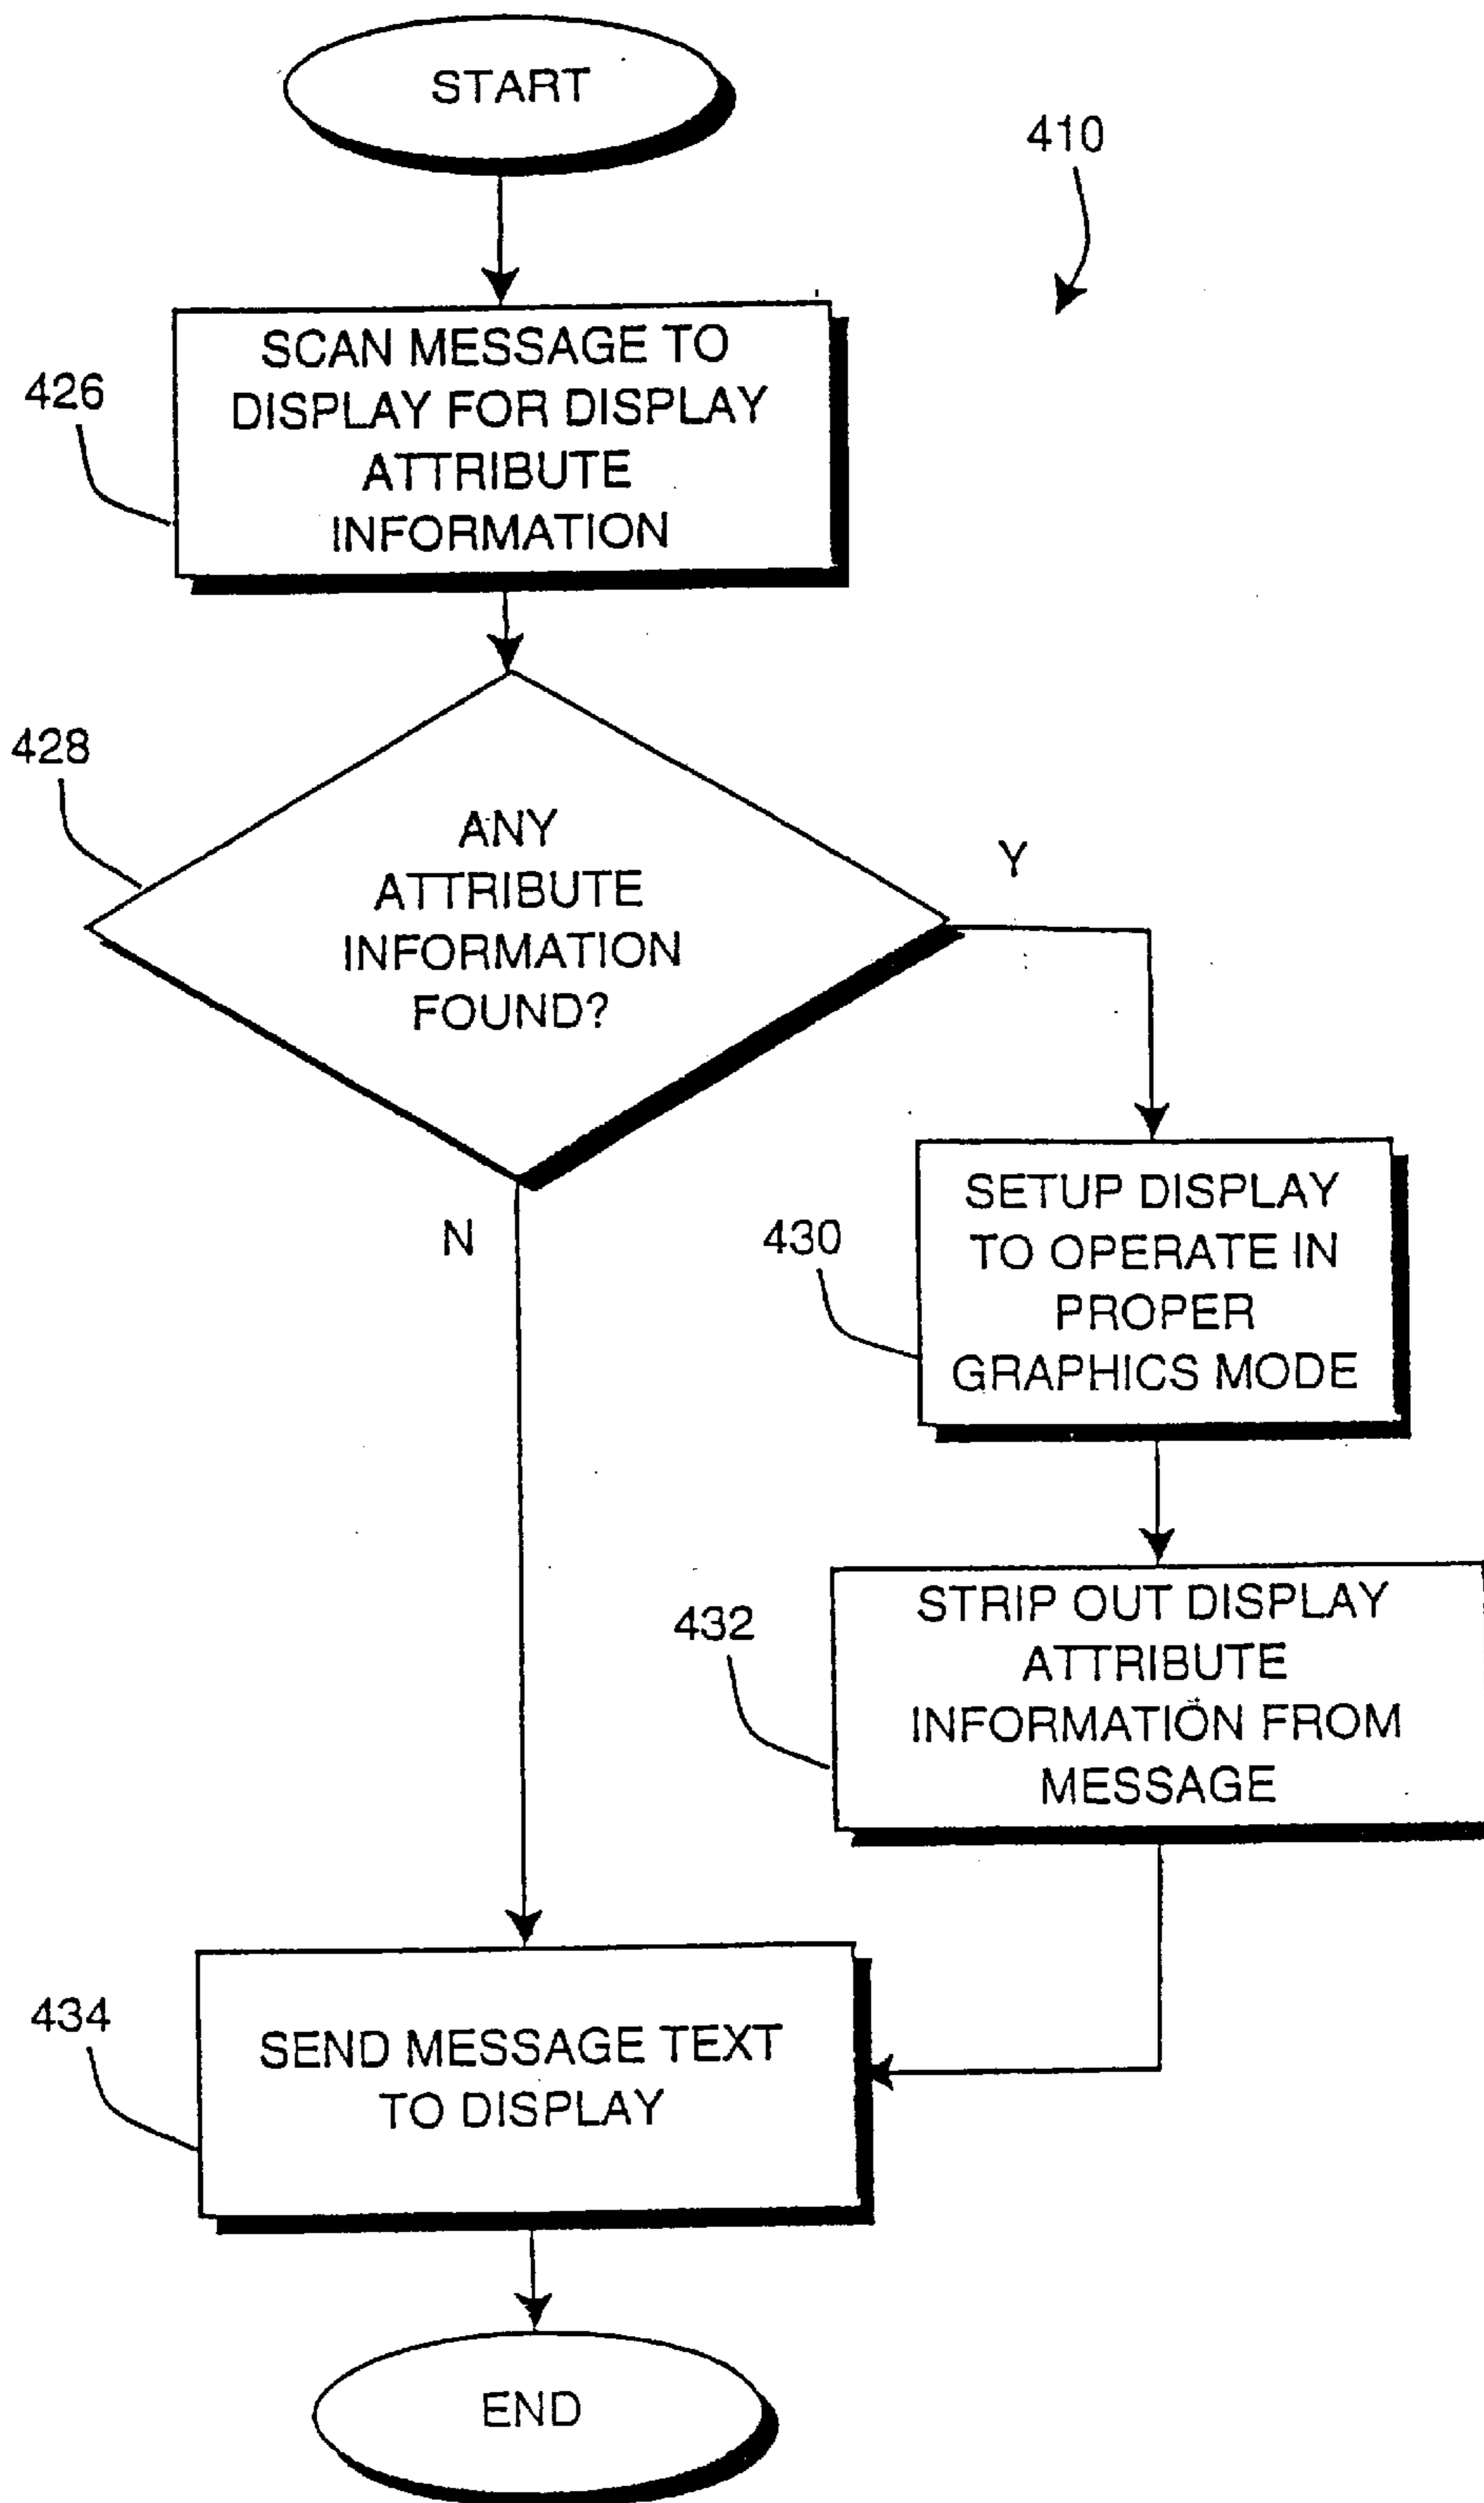 START
410
SCAN MESSAGE TO
DISPLAY FOR DISPLAY
ATTRIBUTE
INFORMATION
426
428
ANY
ATTRIBUTE
INFORMATION
FOUND?
Y
N
430
SETUP DISPLAY
TO OPERATE IN
PROPER
GRAPHICS MODE
432
STRIP OUT DISPLAY
ATTRIBUTE
INFORMATION FROM
MESSAGE
434
SEND MESSAGE TEXT
TO DISPLAY
END